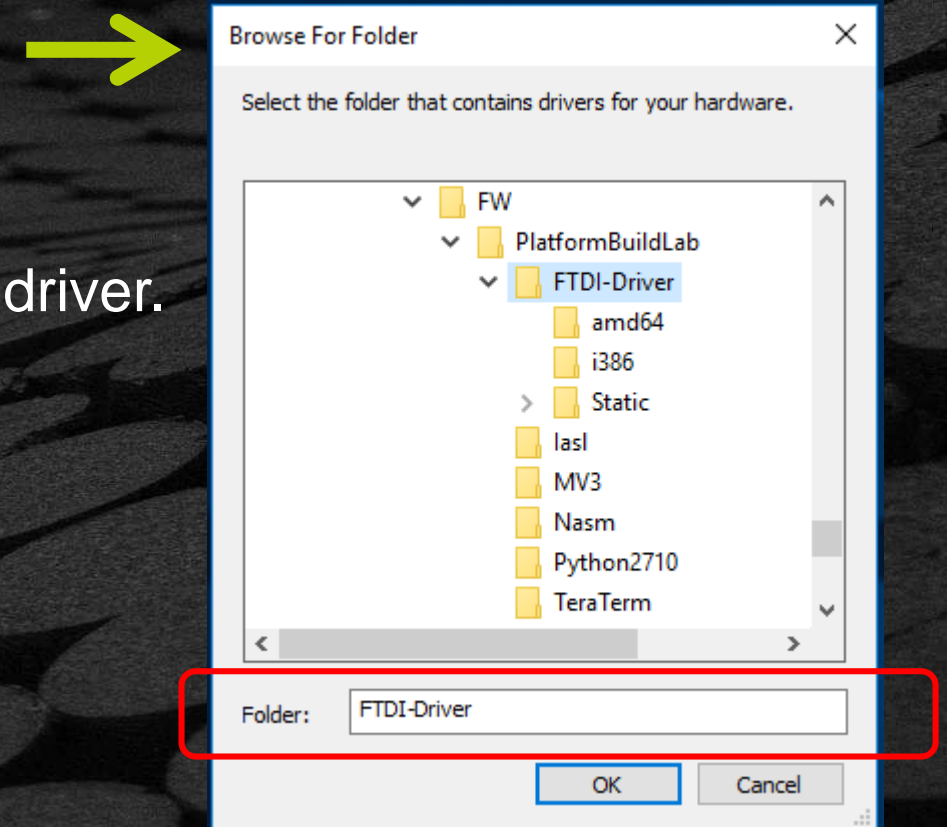 Browse For Folder
Select the folder that contains drivers for your hardware.
FW
PlatformBuildLab
FTDI-Driver
driver.
amd64
i386
Static
Iasl
MV3
Nasm
Python2710
TeraTerm
Folder: FTDI-Driver
OK Cancel